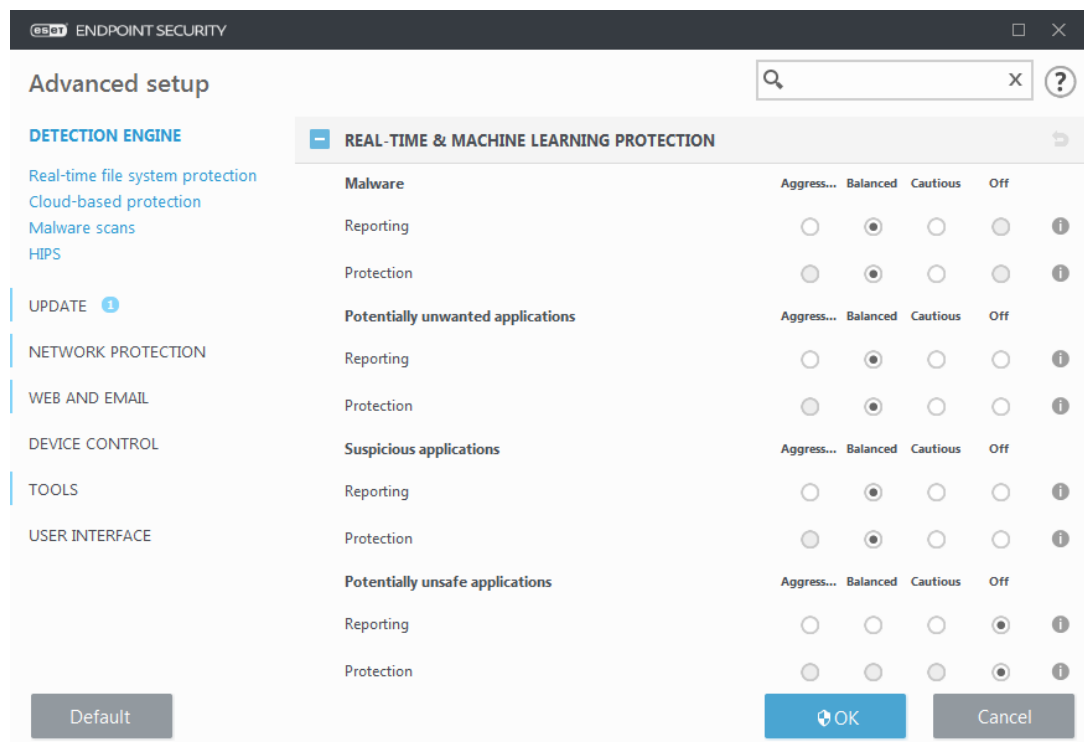 eset ENDPOINT SECURITY
Advanced setup
x
?
DETECTION ENGINE
Real-time file system protection
Cloud-based protection
Malware scans
HIPS
UPDATE 1
NETWORK PROTECTION
WEB AND EMAIL
DEVICE CONTROL
TOOLS
USER INTERFACE
REAL-TIME & MACHINE LEARNING PROTECTION
Malware Aggress... Balanced Cautious Off
Reporting
Protection
Potentially unwanted applications Aggress... Balanced Cautious Off
Reporting
Protection
Suspicious applications Aggress... Balanced Cautious Off
Reporting
Protection
Potentially unsafe applications Aggress... Balanced Cautious Off
Reporting
Protection
Default OK Cancel